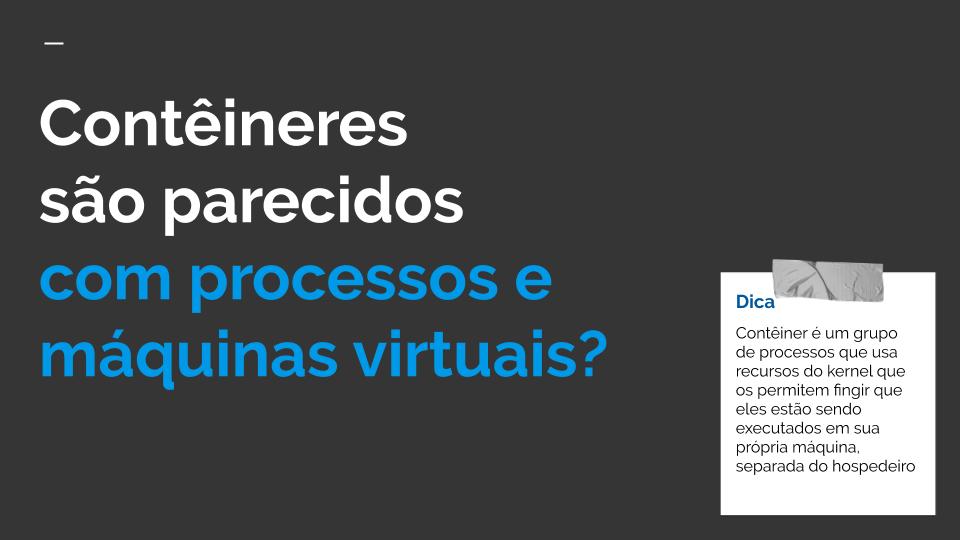 Contêineres
são parecidos
com processos e
máquinas virtuais?
Dica
Contêiner é um grupo
de processos que usa
recursos do kernel que
os permitem fingir que
eles estão sendo
executados em sua
própria máquina,
separada do hospedeiro